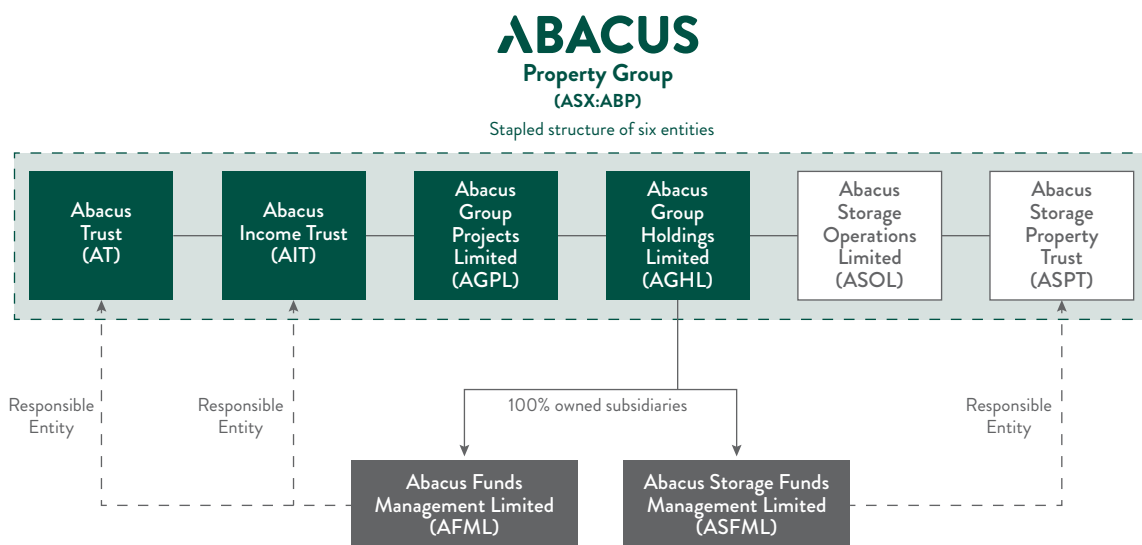 ABACUS
Property Group
(ASX:ABP)
Stapled structure of six entities
Abacus
Trust
(AT)
Abacus
Income Trust
(AIT)
Abacus
Group
Projects
Limited
(AGPL)
Abacus
Group
Holdings
Limited
(AGHL)
Abacus
Storage
Operations
Limited
(ASOL)
Abacus
Storage
Property
Trust
(ASPT)
Responsible
Entity
Responsible
Entity
100% owned subsidiaries
Responsible
Entity
Abacus Funds
Management Limited
(AFML)
Abacus Storage Funds
Management Limited
(ASFML)